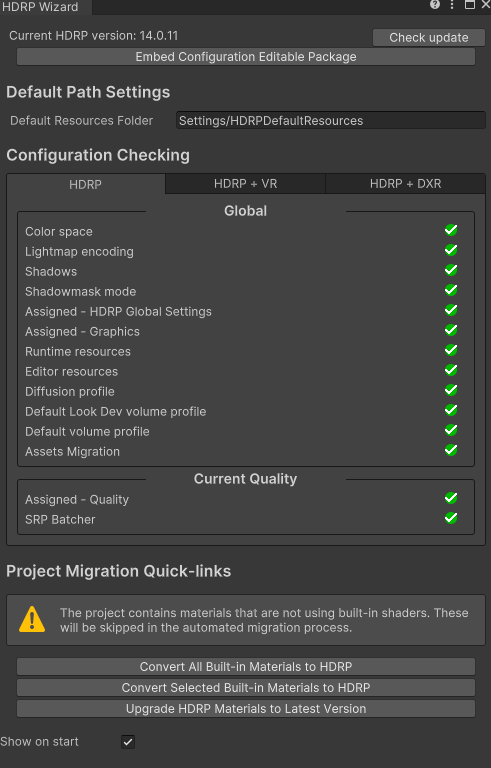 HDRP Wizard
Current HDRP version: 14.0.11
Check update
Embed Configuration Editable Package
Default Path Settings
Default Resources Folder
Settings/HDRPDefaultResources
Configuration Checking
HDRP
HDRP + VR
HDRP + DXR
Global
Color space
Lightmap encoding
Shadows
Shadowmask mode
Assigned - HDRP Global Settings
Assigned - Graphics
Runtime resources
Editor resources
Diffusion profile
Default Look Dev volume profile
Default volume profile
Assets Migration
Current Quality
Assigned - Quality
SRP Batcher
Project Migration Quick-links
The project contains materials that are not using built-in shaders. These
will be skipped in the automated migration process.
Convert All Built-in Materials to HDRP
Convert Selected Built-in Materials to HDRP
Upgrade HDRP Materials to Latest Version
Show on start